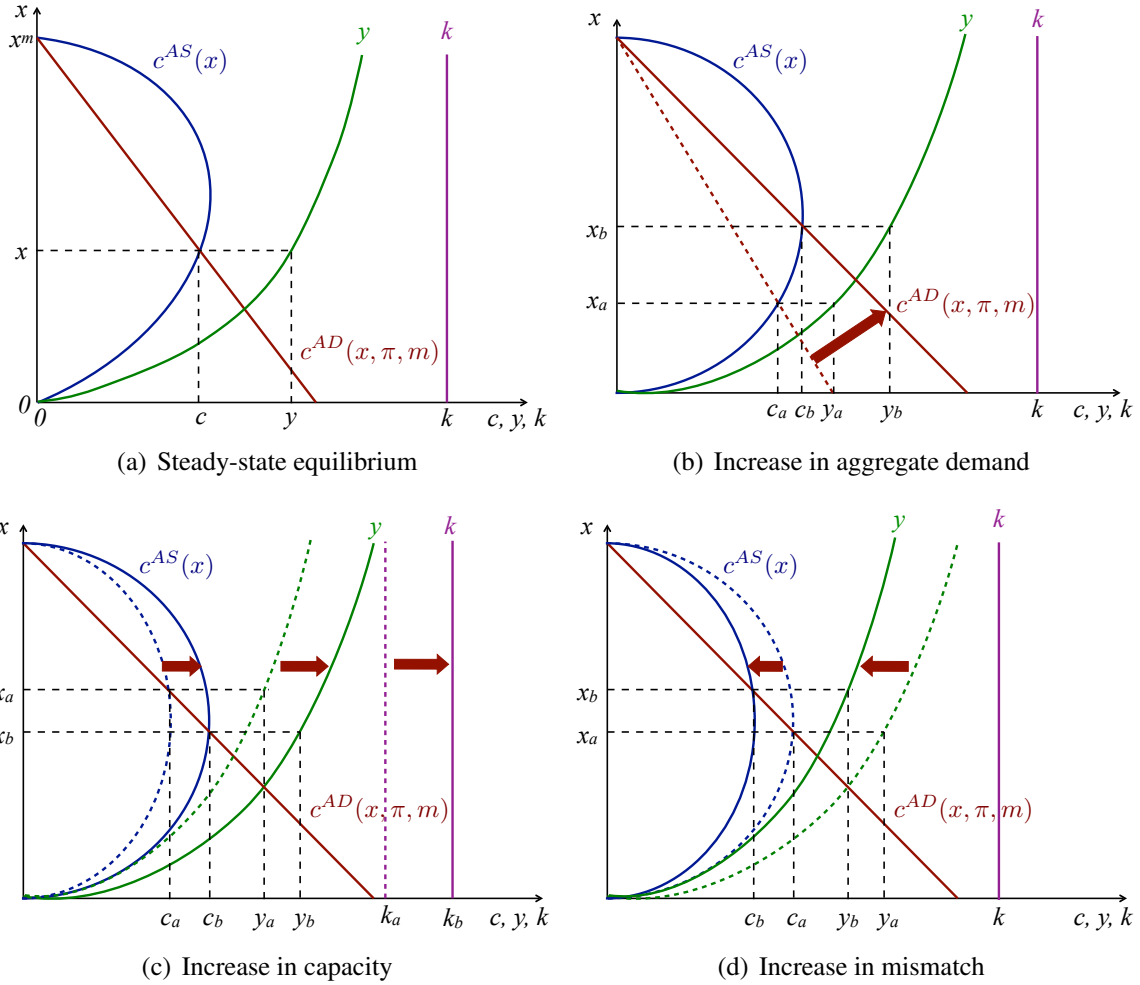 x
x^m
c^{AS}(x)
y
k
x
c^{AD}(x, π, m)
0
0
c
y
k
c, y, k
(a) Steady-state equilibrium
x
c^{AS}(x)
y
k
x_b
x_a
c^{AD}(x, π, m)
c_a
c_b
y_a
y_b
k
c, y, k
(b) Increase in aggregate demand
x
c^{AS}(x)
y
k
x_a
x_b
c^{AD}(x, π, m)
c_a
c_b
y_a
y_b
k_a
k_b
c, y, k
(c) Increase in capacity
x
c^{AS}(x)
y
k
x_b
x_a
c^{AD}(x, π, m)
c_b
c_a
y_b
y_a
k
c, y, k
(d) Increase in mismatch